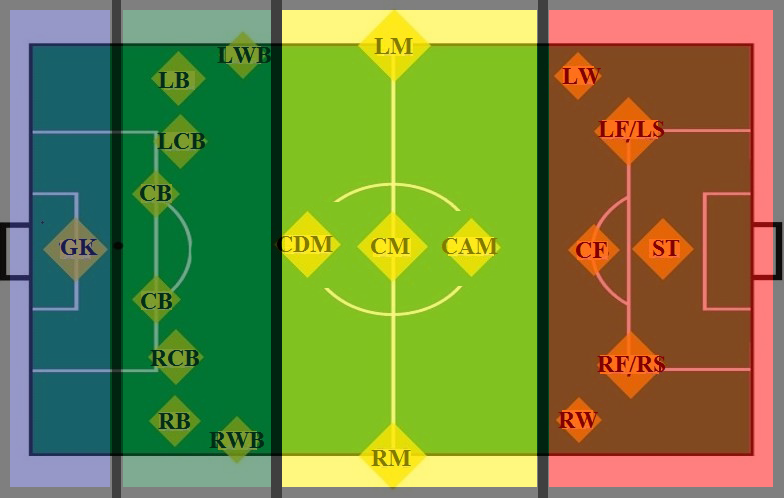 GK
LB
LWB
LCB
CB
CB
RCB
RB
RWB
LM
CDM
CM
CAM
RM
LW
LF/LS
CF
ST
RF/RS
RW